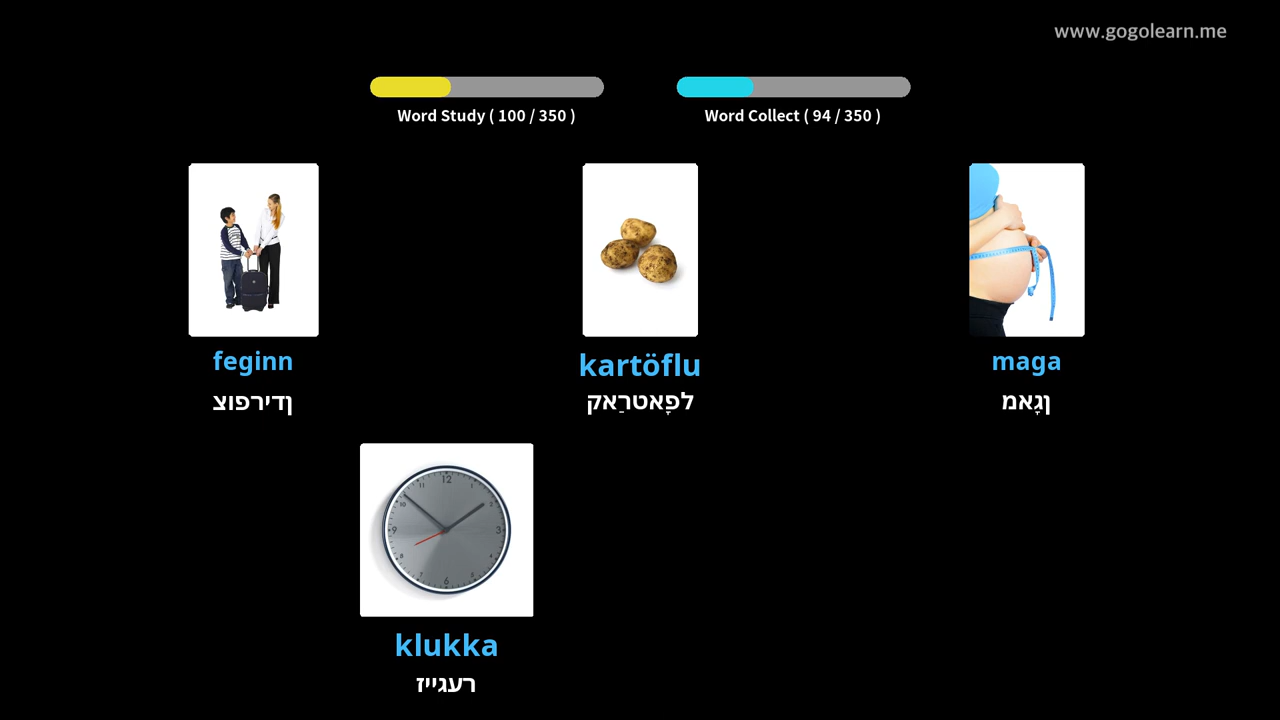 www.gogolearn.me
Word Study ( 100 / 350 )
Word Collect ( 94 / 350 )
feginn
ןדירפוצ
kartöflu
לפָאטרַאק
maga
ןגָאמ
klukka
רעגייז